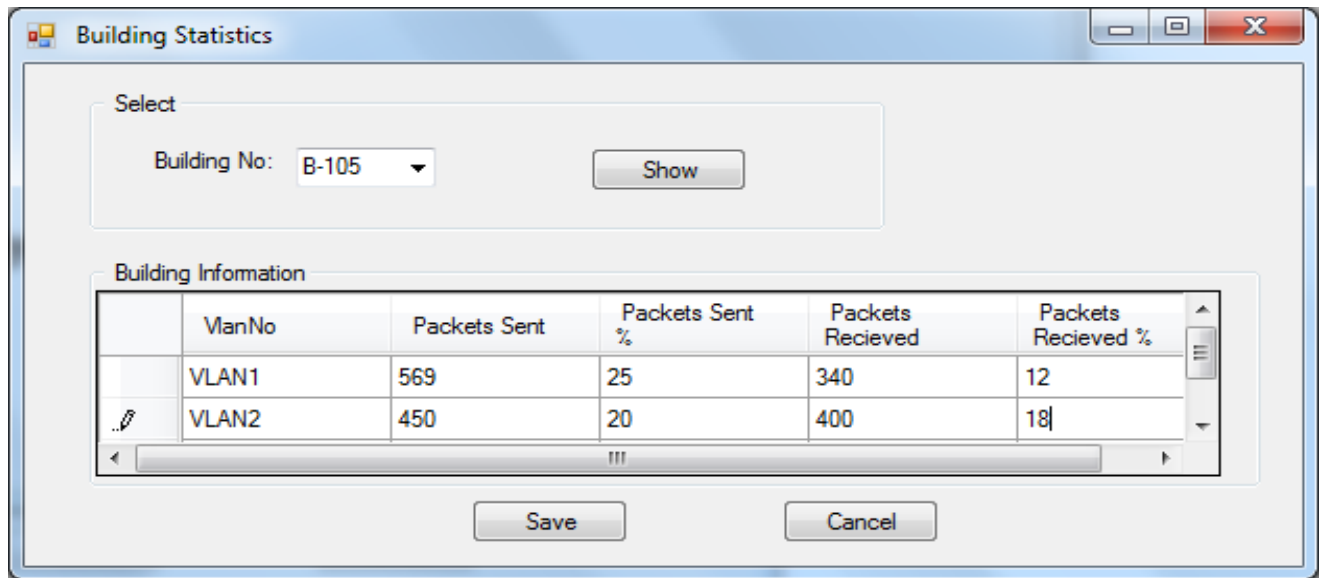 Building Statistics
Select
Building No: B-105 Show
Building Information
VlanNo Packets Sent Packets Sent % Packets Recieved Packets Recieved %
VLAN1 569 25 340 12
VLAN2 450 20 400 18
Save Cancel